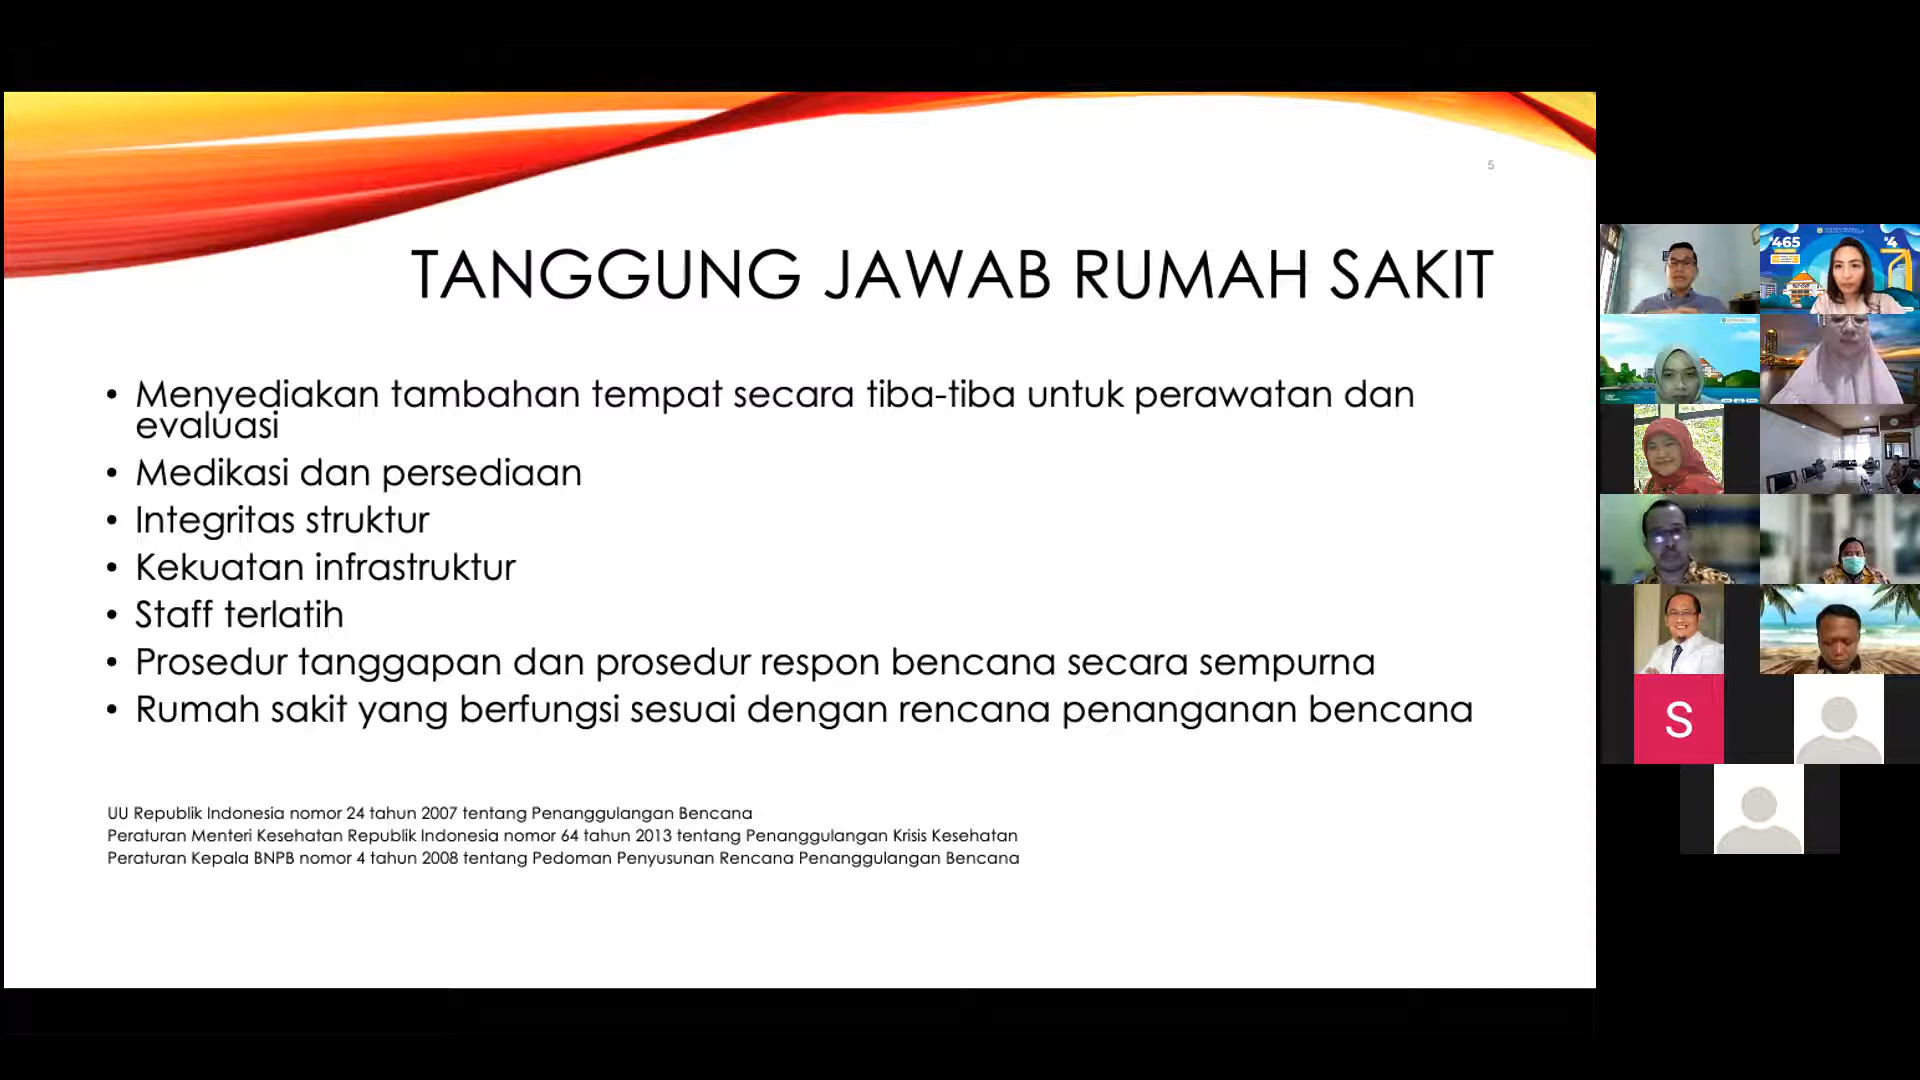 5
TANGGUNG JAWAB RUMAH SAKIT
• Menyediakan tambahan tempat secara tiba-tiba untuk perawatan dan
evaluasi
• Medikasi dan persediaan
• Integritas struktur
• Kekuatan infrastruktur
• Staff terlatih
• Prosedur tanggapan dan prosedur respon bencana secara sempurna
• Rumah sakit yang berfungsi sesuai dengan rencana penanganan bencana
UU Republik Indonesia nomor 24 tahun 2007 tentang Penanggulangan Bencana
Peraturan Menteri Kesehatan Republik Indonesia nomor 64 tahun 2013 tentang Penanggulangan Krisis Kesehatan
Peraturan Kepala BNPB nomor 4 tahun 2008 tentang Pedoman Penyusunan Rencana Penanggulangan Bencana
465
4
S